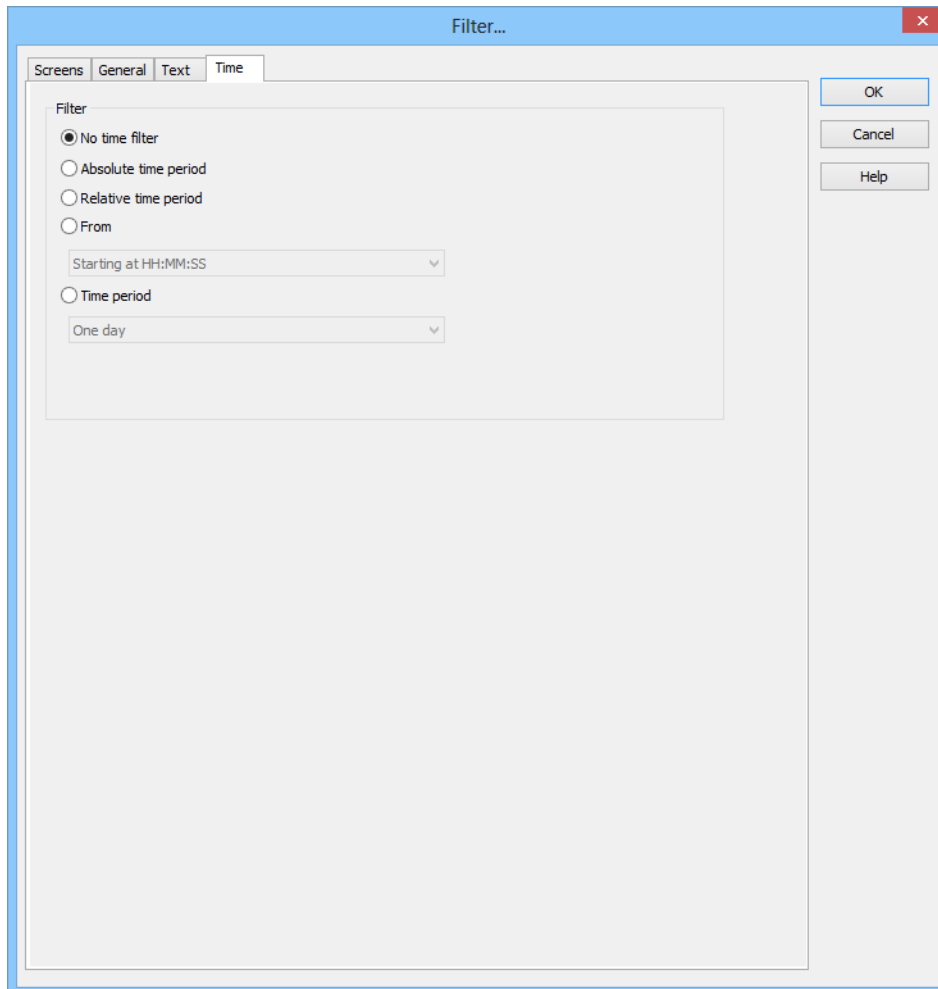 Filter...
Screens General Text Time
OK
Cancel
Help
Filter
No time filter
Absolute time period
Relative time period
From
Starting at HH:MM:SS
Time period
One day